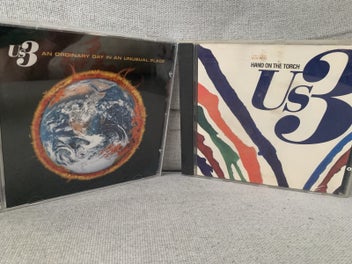 Us3
AN ORDINARY DAY IN AN UNUSUAL PLACE
HAND ON THE TORCH
Us3